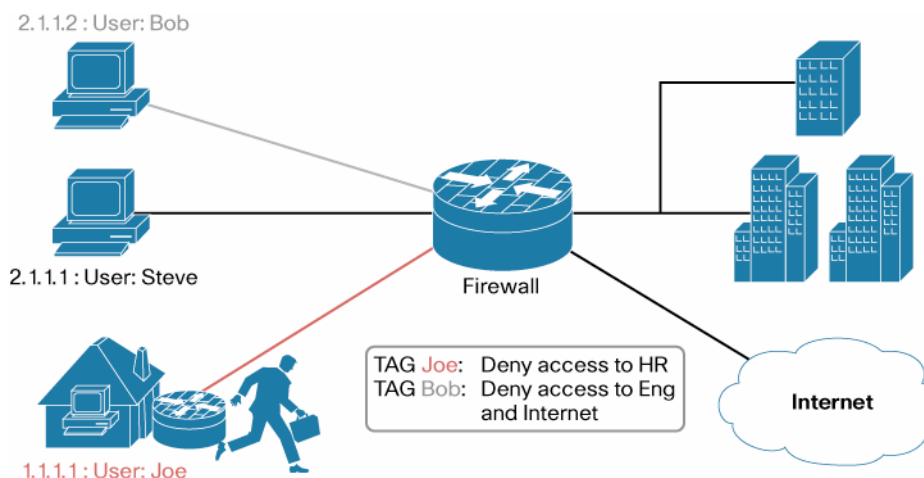 2.1.1.2 : User: Bob
2.1.1.1 : User: Steve
Firewall
TAG Joe: Deny access to HR
TAG Bob: Deny access to Eng
and Internet
Internet
1.1.1.1 : User: Joe